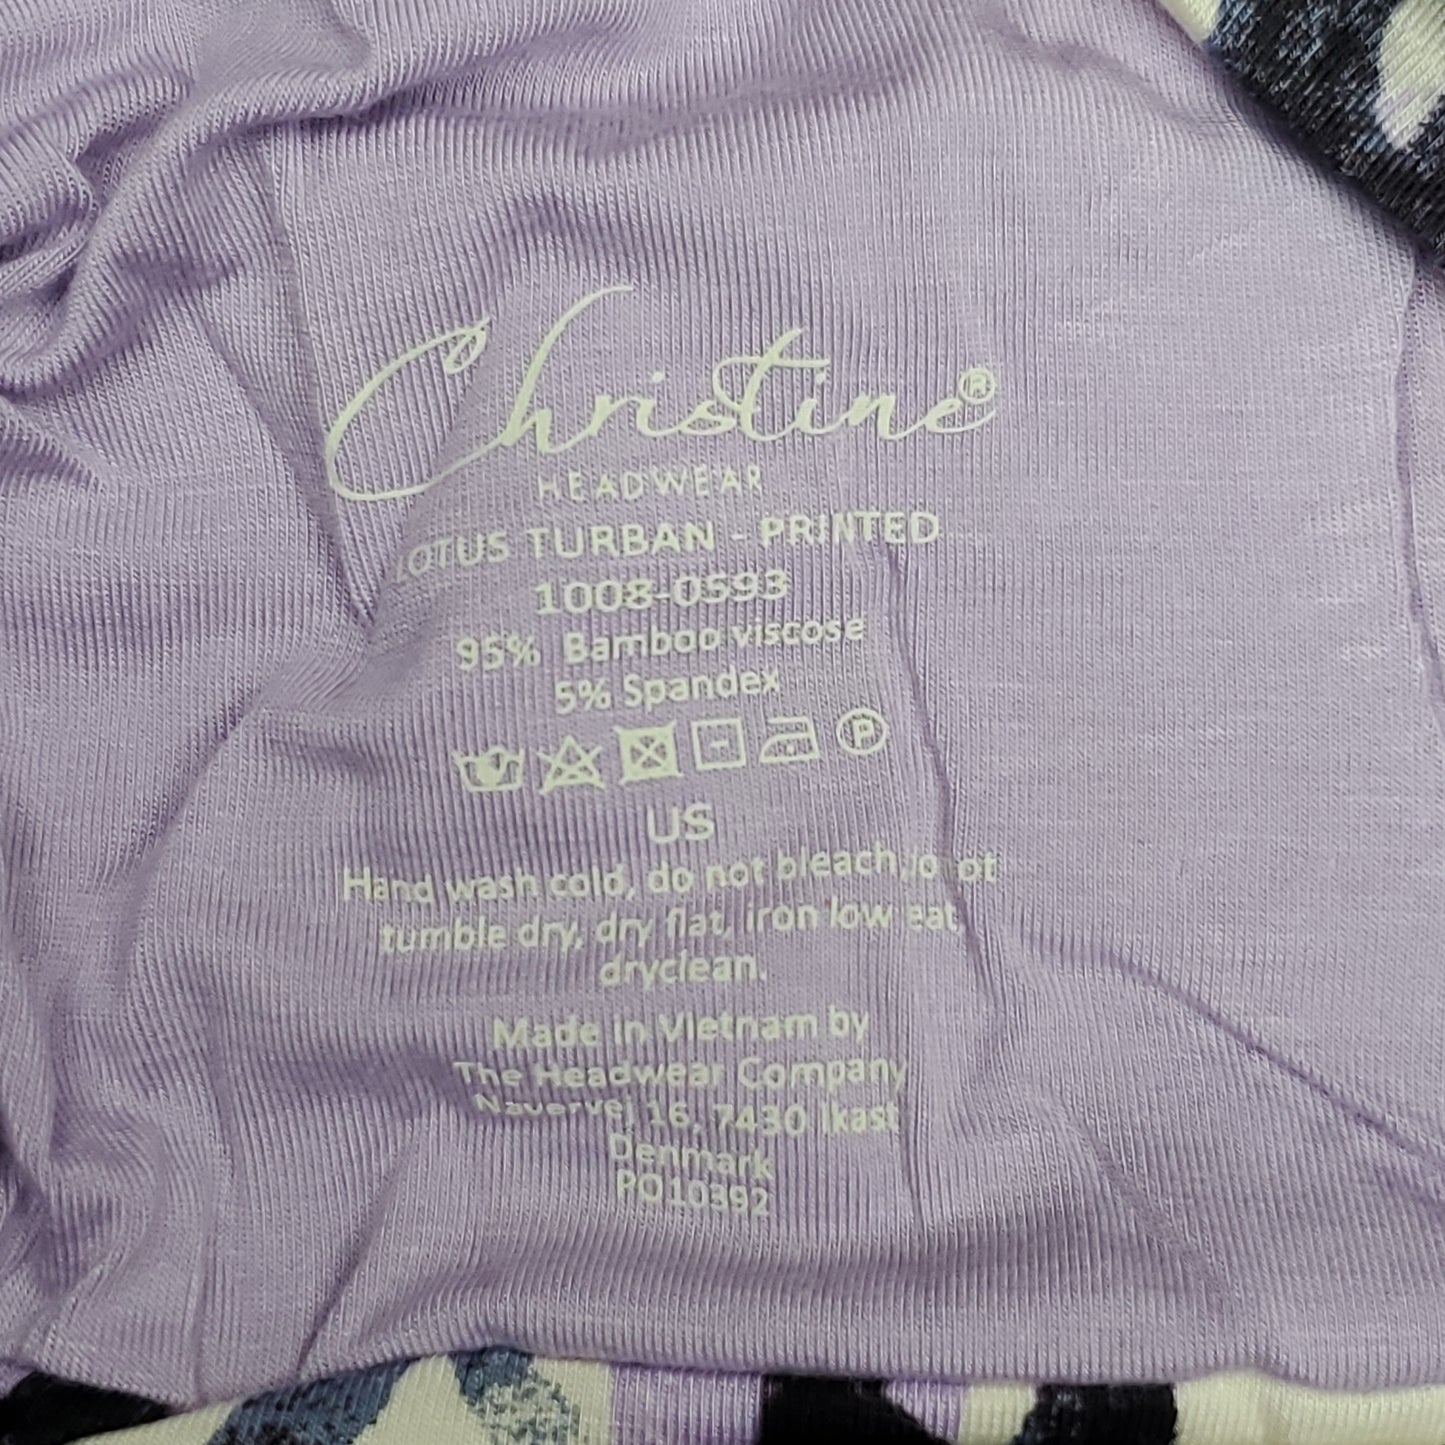 Christine®
HEADWEAR
LOTUS TURBAN - PRINTED
1008-0593
95% Bamboo viscose
5% Spandex
P
US
Hand wash cold, do not bleach,
tumble dry, dry flat, iron low
dryclean.
Made in Vietnam by
The Headwear Company
Navervej 16, 7430 Ikast
Denmark
PO10392